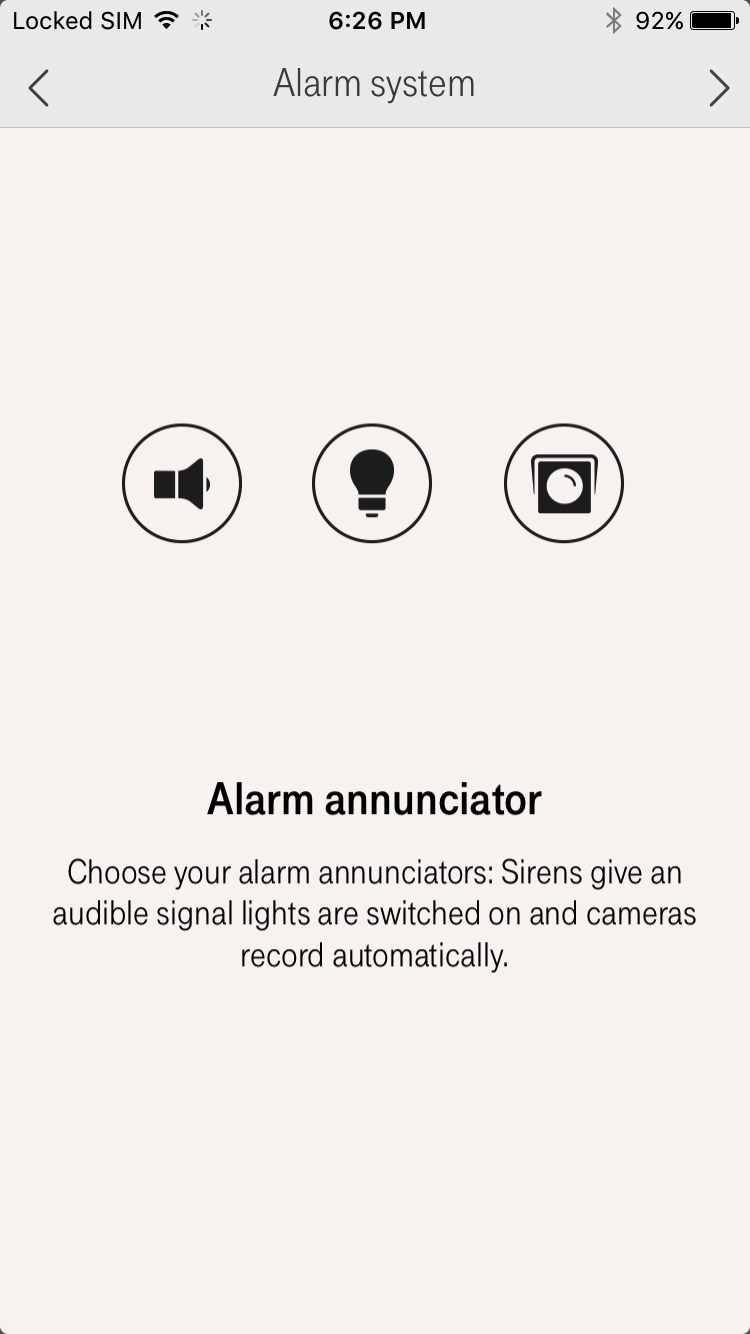 Locked SIM 6:26 PM 92%
Alarm system
Alarm annunciator
Choose your alarm annunciators: Sirens give an
audible signal lights are switched on and cameras
record automatically.